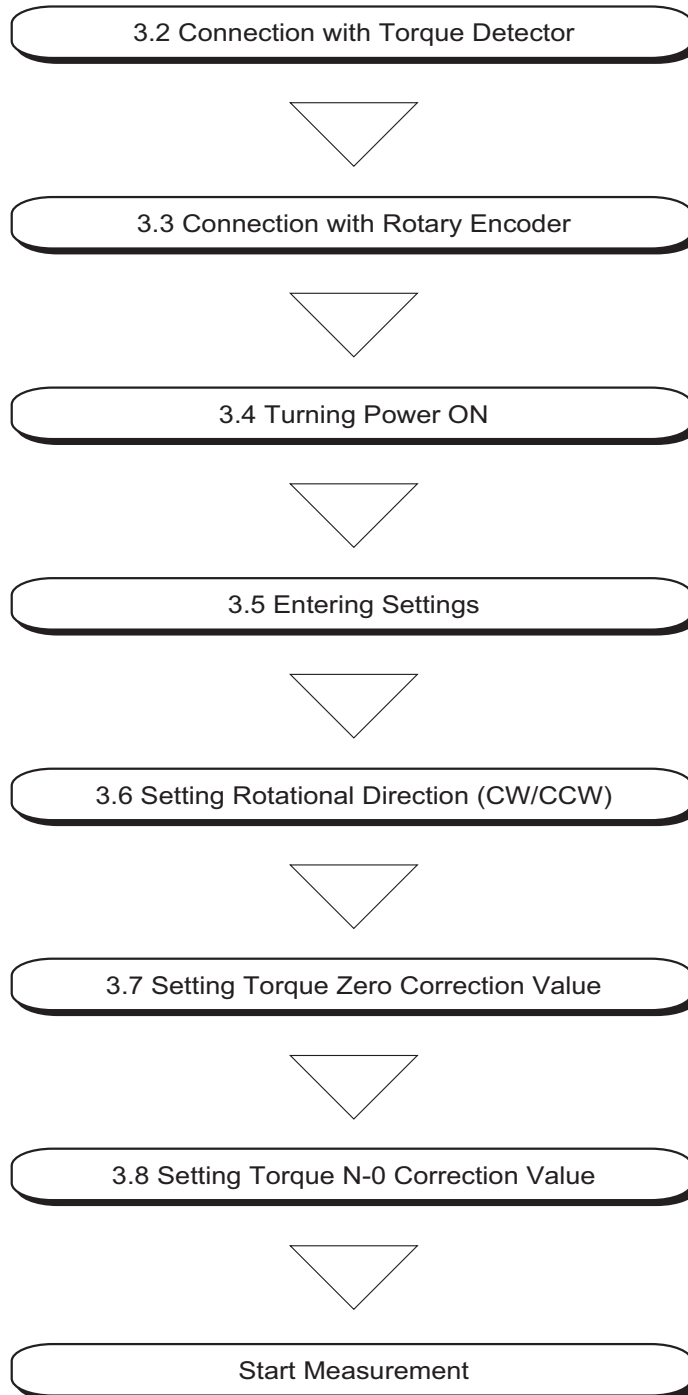 3.2 Connection with Torque Detector
3.3 Connection with Rotary Encoder
3.4 Turning Power ON
3.5 Entering Settings
3.6 Setting Rotational Direction (CW/CCW)
3.7 Setting Torque Zero Correction Value
3.8 Setting Torque N-0 Correction Value
Start Measurement